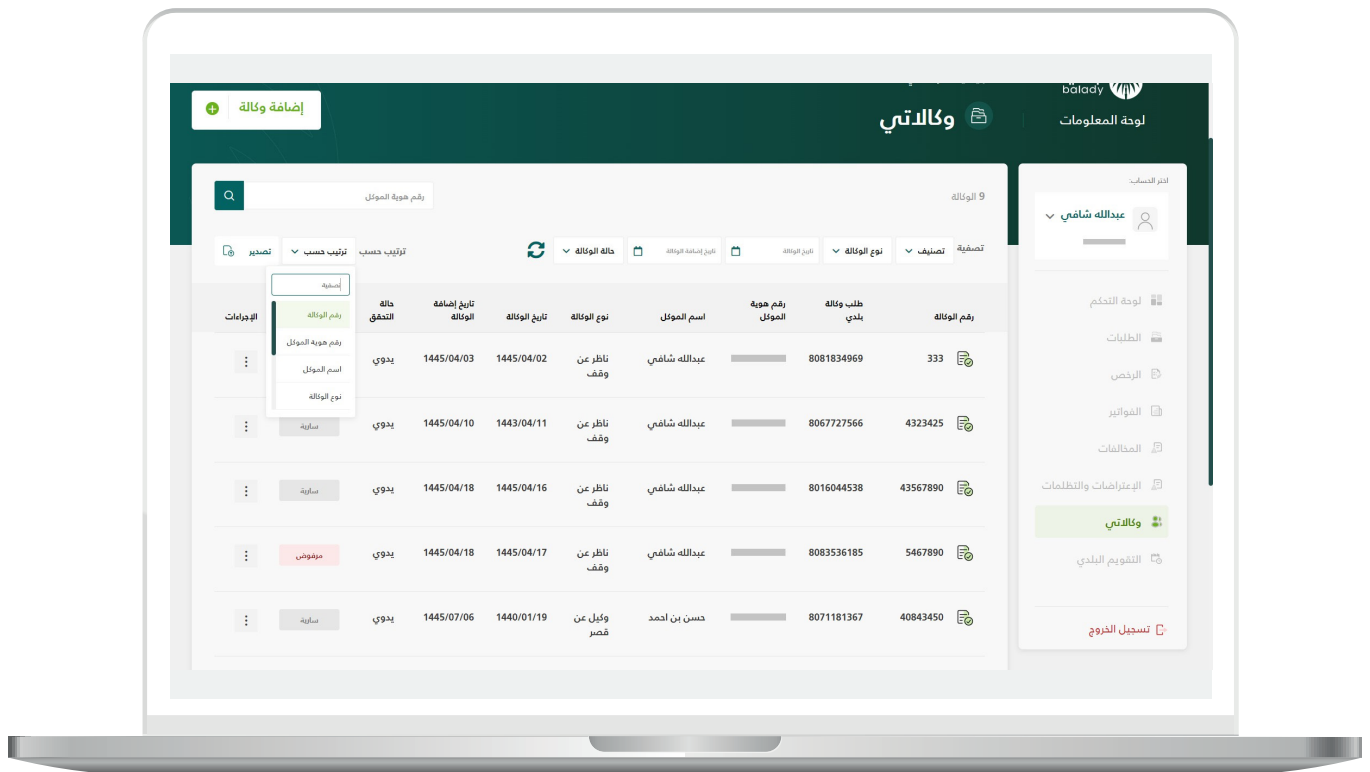 balady
لوحة المعلومات
وكالاتي
إضافة وكالة
اختر الحساب:
عبدالله شافي
لوحة التحكم
الطلبات
الرخص
الفواتير
المخالفات
الإعتراضات والتظلمات
وكالاتي
التقويم البلدي
تسجيل الخروج
9 الوكالة
رقم هوية الموكل
تصفية تصنيف نوع الوكالة تاريخ الوكالة تاريخ إضافة الوكالة حالة الوكالة ترتيب حسب ترتيب حسب تصدير
تصفية
رقم الوكالة
رقم هوية الموكل
اسم الموكل
نوع الوكالة
رقم الوكالة طلب وكالة بلدي رقم هوية الموكل اسم الموكل نوع الوكالة تاريخ الوكالة تاريخ إضافة الوكالة حالة التحقق الإجراءات
333 8081834969 عبدالله شافي ناظر عن وقف 1445/04/02 1445/04/03 يدوي
4323425 8067727566 عبدالله شافي ناظر عن وقف 1443/04/11 1445/04/10 يدوي سارية
43567890 8016044538 عبدالله شافي ناظر عن وقف 1445/04/16 1445/04/18 يدوي سارية
5467890 8083536185 عبدالله شافي ناظر عن وقف 1445/04/17 1445/04/18 يدوي مرفوض
40843450 8071181367 حسن بن احمد وكيل عن قصر 1440/01/19 1445/07/06 يدوي سارية